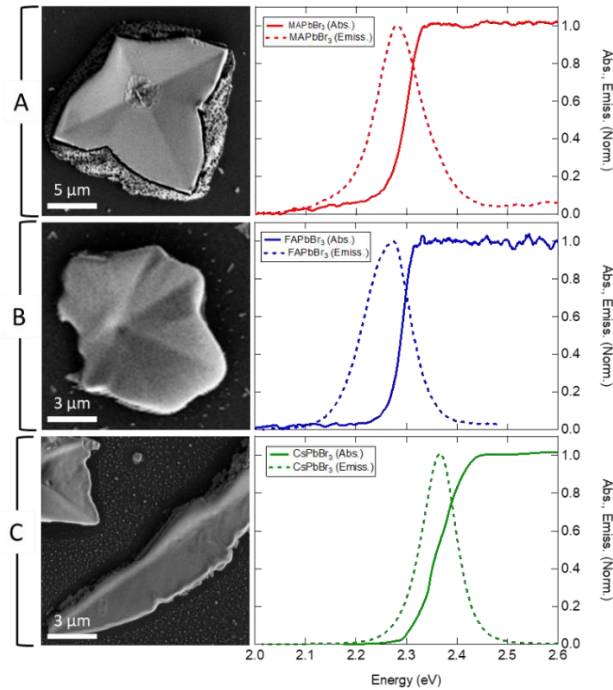 A
5 µm
MAPbBr₃ (Abs.)
MAPbBr₃ (Emiss.)
1.0
0.8
0.6
0.4
0.2
0.0
Abs., Emiss. (Norm.)
B
3 µm
FAPbBr₃ (Abs.)
FAPbBr₃ (Emiss.)
1.0
0.8
0.6
0.4
0.2
0.0
Abs., Emiss. (Norm.)
C
3 µm
CsPbBr₃ (Abs.)
CsPbBr₃ (Emiss.)
1.0
0.8
0.6
0.4
0.2
0.0
Abs., Emiss. (Norm.)
2.0 2.1 2.2 2.3 2.4 2.5 2.6
Energy (eV)